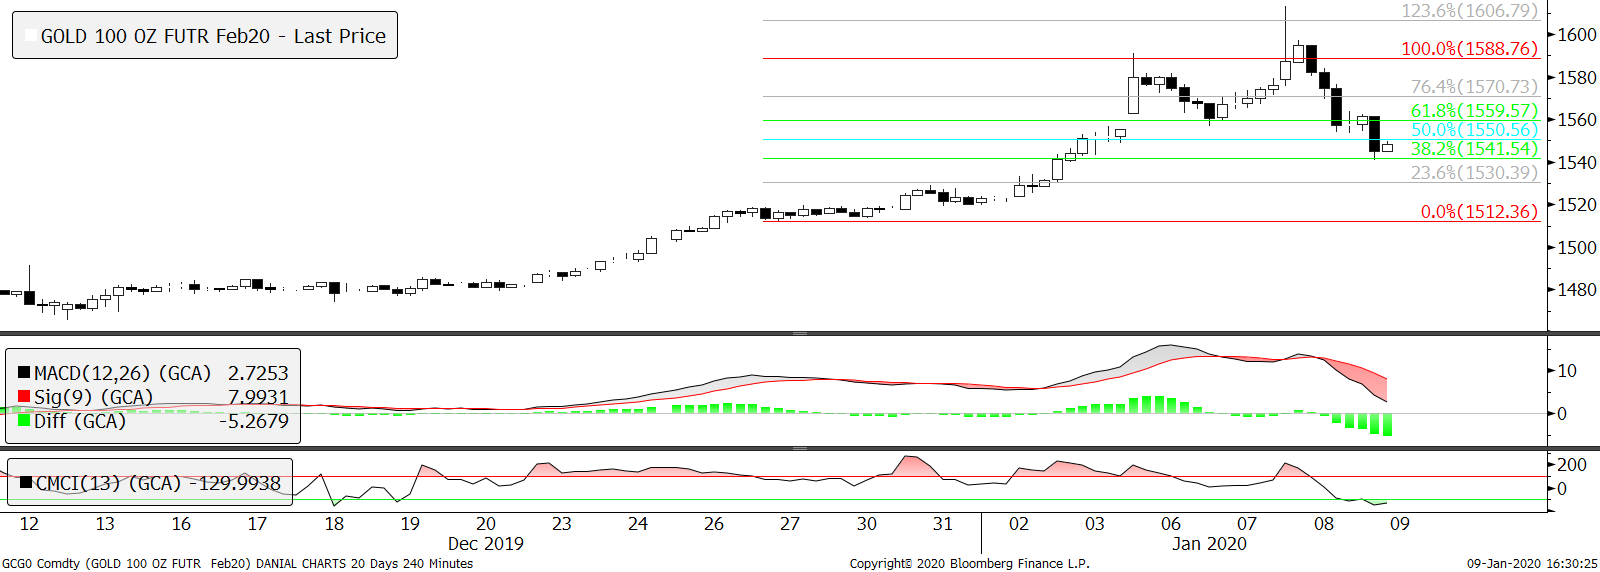 GOLD 100 OZ FUTR Feb20 - Last Price
123.6%(1606.79)
1600
100.0%(1588.76)
1580
76.4%(1570.73)
61.8%(1559.57)
1560
50.0%(1550.56)
38.2%(1541.54)
1540
23.6%(1530.39)
1520
0.0%(1512.36)
1500
1480
MACD(12,26) (GCA) 2.7253
Sig(9) (GCA) 7.9931
Diff (GCA) -5.2679
10
0
CMCI(13) (GCA) -129.9938
200
0
12 13 16 17 18 19 20 23 24 26 27 30 31 02 03 06 07 08 09
Dec 2019 Jan 2020
GCG0 Comdty (GOLD 100 OZ FUTR Feb20) DANIAL CHARTS 20 Days 240 Minutes Copyright© 2020 Bloomberg Finance L.P. 09-Jan-2020 16:30:25